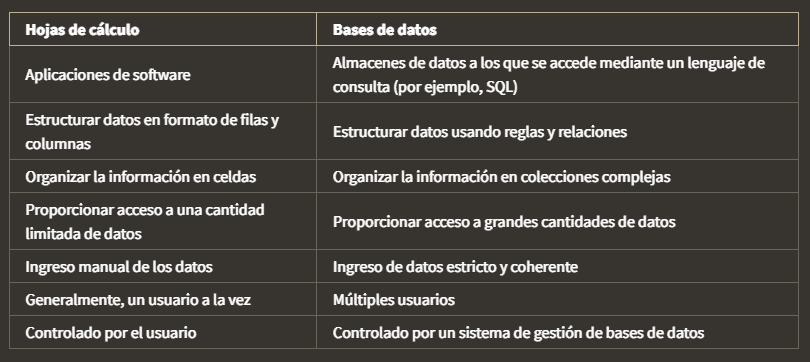 Hojas de cálculo
Bases de datos
Aplicaciones de software
Almacenes de datos a los que se accede mediante un lenguaje de
consulta (por ejemplo, SQL)
Estructurar datos en formato de filas y
columnas
Estructurar datos usando reglas y relaciones
Organizar la información en celdas
Organizar la información en colecciones complejas
Proporcionar acceso a una cantidad
limitada de datos
Proporcionar acceso a grandes cantidades de datos
Ingreso manual de los datos
Ingreso de datos estricto y coherente
Generalmente, un usuario a la vez
Múltiples usuarios
Controlado por el usuario
Controlado por un sistema de gestión de bases de datos